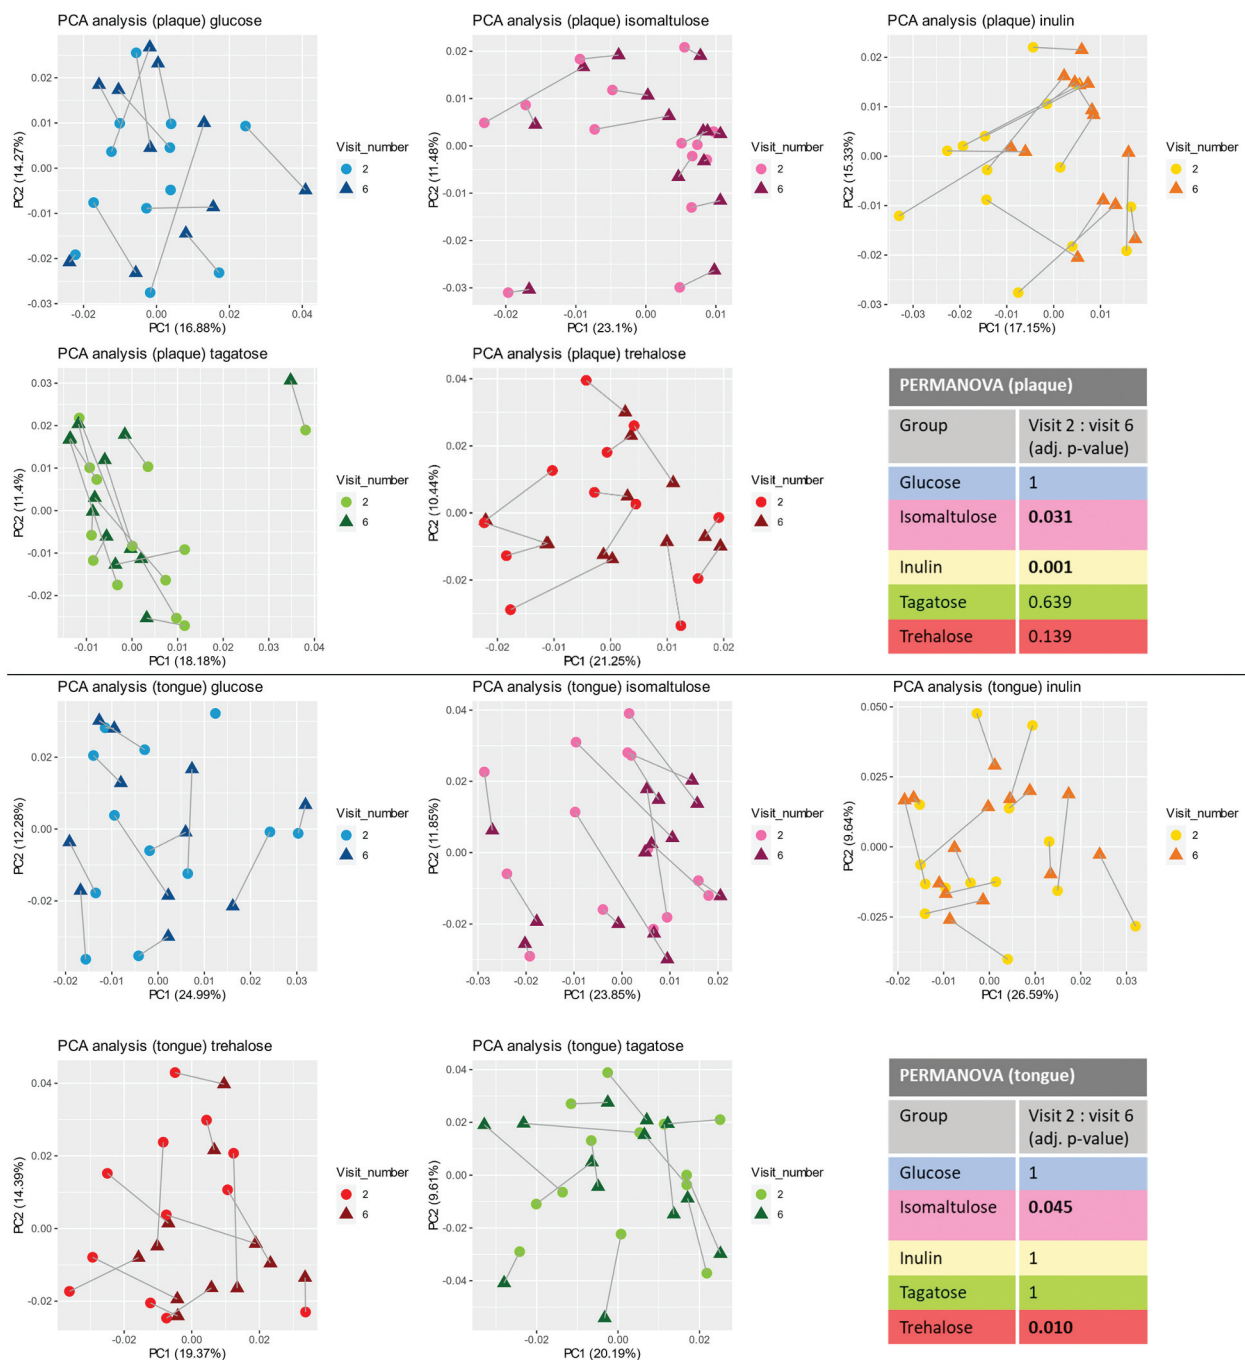 PCA analysis (plaque) glucose
0.02
0.01
0.00
-0.01
-0.02
-0.03
PC2 (14.27%)
-0.02
0.00
0.02
0.04
PC1 (16.88%)
Visit_number
2
6
PCA analysis (plaque) isomaltulose
0.02
0.01
0.00
-0.01
-0.02
-0.03
PC2 (11.48%)
-0.02
-0.01
0.00
0.01
PC1 (23.1%)
Visit_number
2
6
PCA analysis (plaque) inulin
0.02
0.01
0.00
-0.01
-0.02
-0.03
PC2 (15.33%)
-0.03
-0.02
-0.01
0.00
0.01
PC1 (17.15%)
Visit_number
2
6
PCA analysis (plaque) tagatose
0.03
0.02
0.01
0.00
-0.01
-0.02
PC2 (11.4%)
-0.01
0.00
0.01
0.02
0.03
0.04
PC1 (18.18%)
Visit_number
2
6
PCA analysis (plaque) trehalose
0.04
0.02
0.00
-0.02
PC2 (10.44%)
-0.02
-0.01
0.00
0.01
0.02
PC1 (21.25%)
Visit_number
2
6
PERMANOVA (plaque)
Group Visit 2 : visit 6
(adj. p-value)
Glucose 1
Isomaltulose 0.031
Inulin 0.001
Tagatose 0.639
Trehalose 0.139
PCA analysis (tongue) glucose
0.02
0.00
-0.02
PC2 (12.28%)
-0.02
-0.01
0.00
0.01
0.02
0.03
PC1 (24.99%)
Visit_number
2
6
PCA analysis (tongue) isomaltulose
0.04
0.02
0.00
-0.02
PC2 (11.85%)
-0.03
-0.02
-0.01
0.00
0.01
0.02
PC1 (23.85%)
Visit_number
2
6
PCA analysis (tongue) inulin
0.050
0.025
0.000
-0.025
PC2 (9.64%)
-0.02
-0.01
0.00
0.01
0.02
0.03
PC1 (26.59%)
Visit_number
2
6
PCA analysis (tongue) trehalose
0.04
0.02
0.00
-0.02
PC2 (14.39%)
-0.02
0.00
0.02
PC1 (19.37%)
Visit_number
2
6
PCA analysis (tongue) tagatose
0.04
0.02
0.00
-0.02
-0.04
PC2 (9.61%)
-0.02
0.00
0.02
PC1 (20.19%)
Visit_number
2
6
PERMANOVA (tongue)
Group Visit 2 : visit 6
(adj. p-value)
Glucose 1
Isomaltulose 0.045
Inulin 1
Tagatose 1
Trehalose 0.010